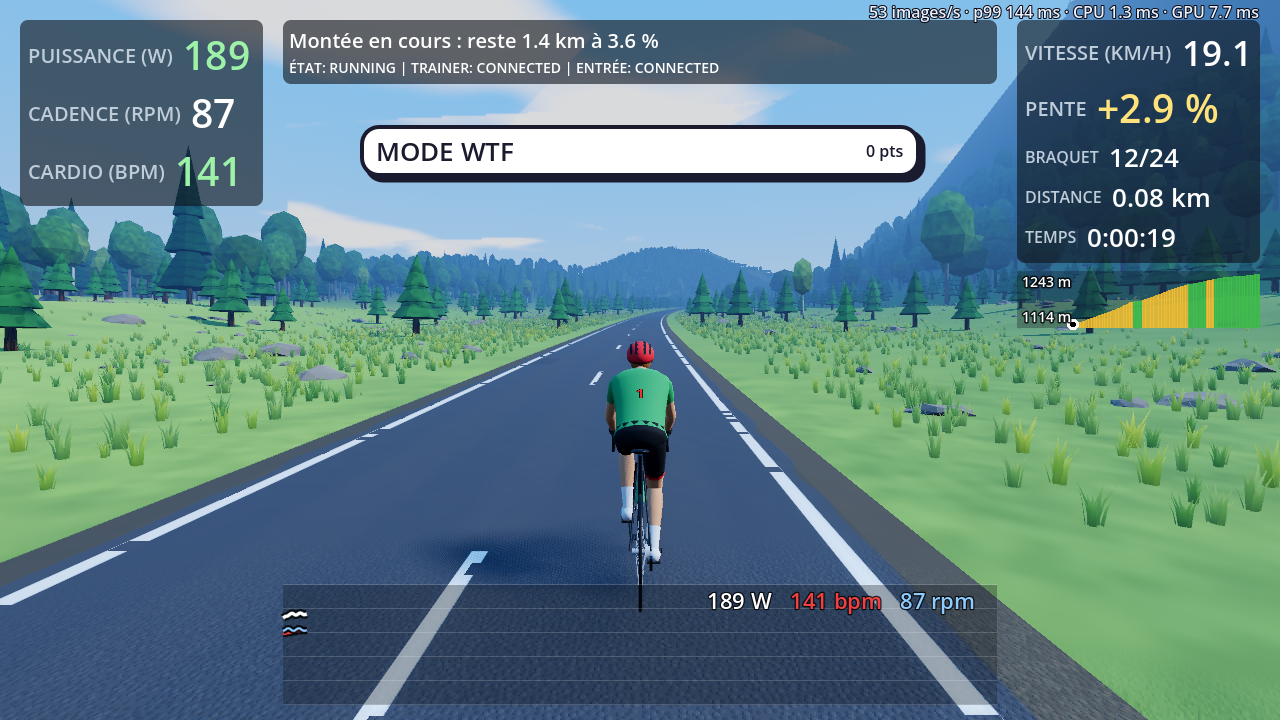 53 images/s · p99 144 ms · CPU 1.3 ms · GPU 7.7 ms
PUISSANCE (W) 189
CADENCE (RPM) 87
CARDIO (BPM) 141
Montée en cours : reste 1.4 km à 3.6 %
ÉTAT: RUNNING | TRAINER: CONNECTED | ENTRÉE: CONNECTED
MODE WTF 0 pts
VITESSE (KM/H) 19.1
PENTE +2.9 %
BRAQUET 12/24
DISTANCE 0.08 km
TEMPS 0:00:19
1243 m
1114 m
1
189 W 141 bpm 87 rpm